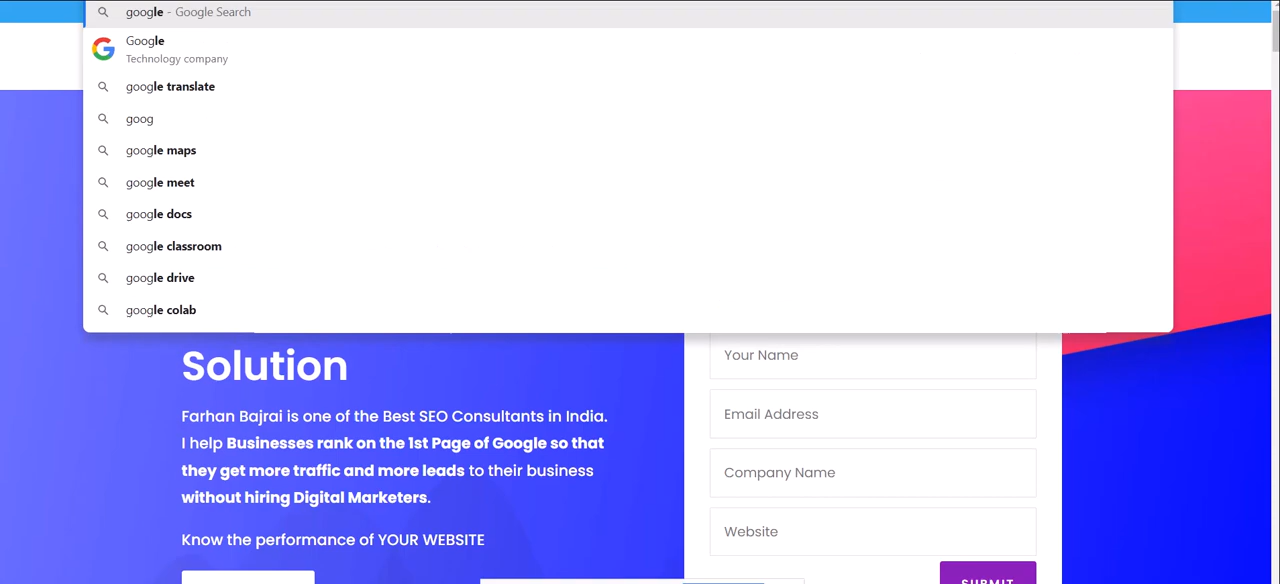 google - Google Search
Google
Technology company
google translate
goog
google maps
google meet
google docs
google classroom
google drive
google colab
Solution
Farhan Bajrai is one of the Best SEO Consultants in India.
I help Businesses rank on the 1st Page of Google so that
they get more traffic and more leads to their business
without hiring Digital Marketers.
Know the performance of YOUR WEBSITE
Your Name
Email Address
Company Name
Website
SUBMIT